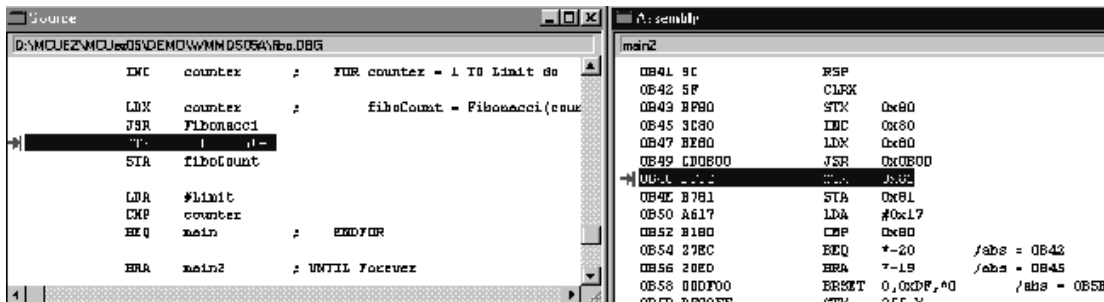 Source
D:\MCUEZ\MCUez05\DEMO\WMMDS05A\fibo.DBG
INC counter ; FOR counter = 1 TO Limit do
LDX counter ; fiboCount = Fibonacci(coun
JSR Fibonacci
STA fiboCount
LDA #Limit
CMP counter
BEQ main ; ENDFOR
BRA main2 ; UNTIL Forever
Assembly
main2
0B41 9C RSP
0B42 5F CLRX
0B43 BF80 STX 0x80
0B45 3C80 INC 0x80
0B47 BE80 LDX 0x80
0B49 CD0B00 JSR 0x0B00
0x82
0B4E B781 STA 0x81
0B50 A617 LDA #0x17
0B52 B180 CMP 0x80
0B54 27EC BEQ *-20 /abs = 0B42
0B56 20ED BRA *-19 /abs = 0B45
0B58 00DF00 BRSET 0,0xDF,*0 /abs = 0B5B